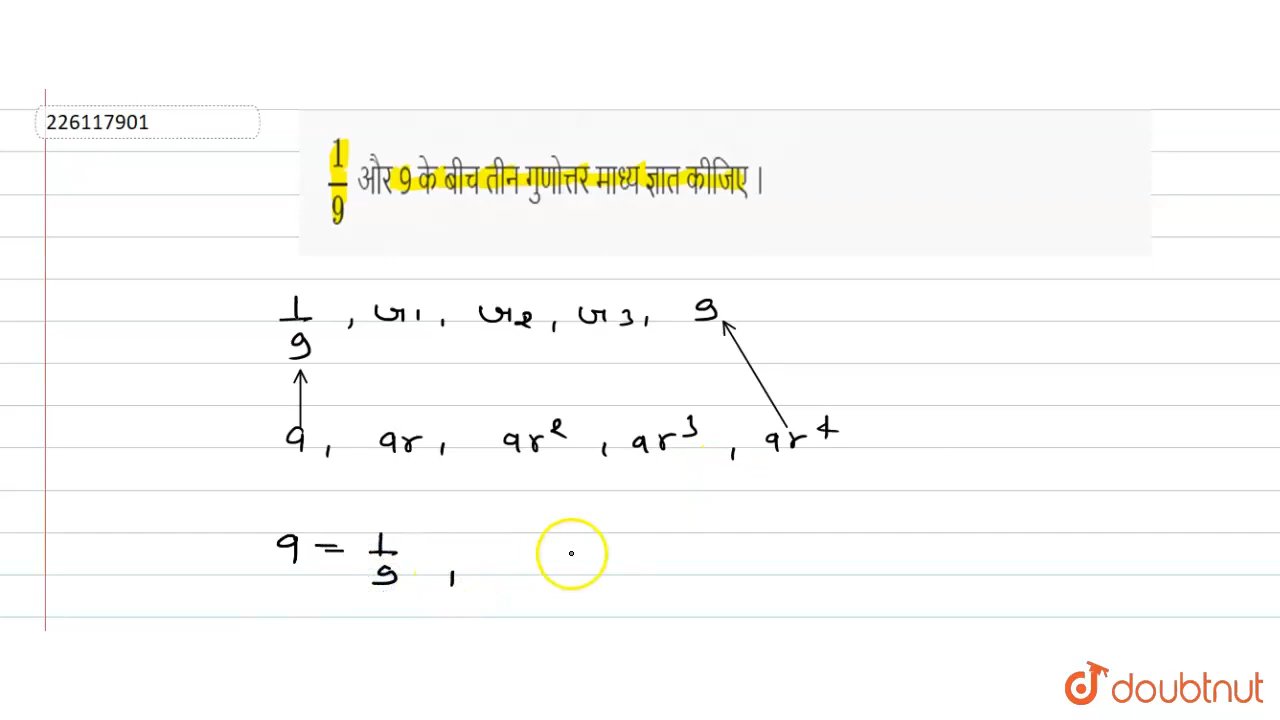 226117901
1/9 और 9 के बीच तीन गुणोत्तर माध्य ज्ञात कीजिए ।
1/9 , G1, G2, G3, 9
a, ar, ar², ar³, ar⁴
a = 1/9 ,
doubtnut